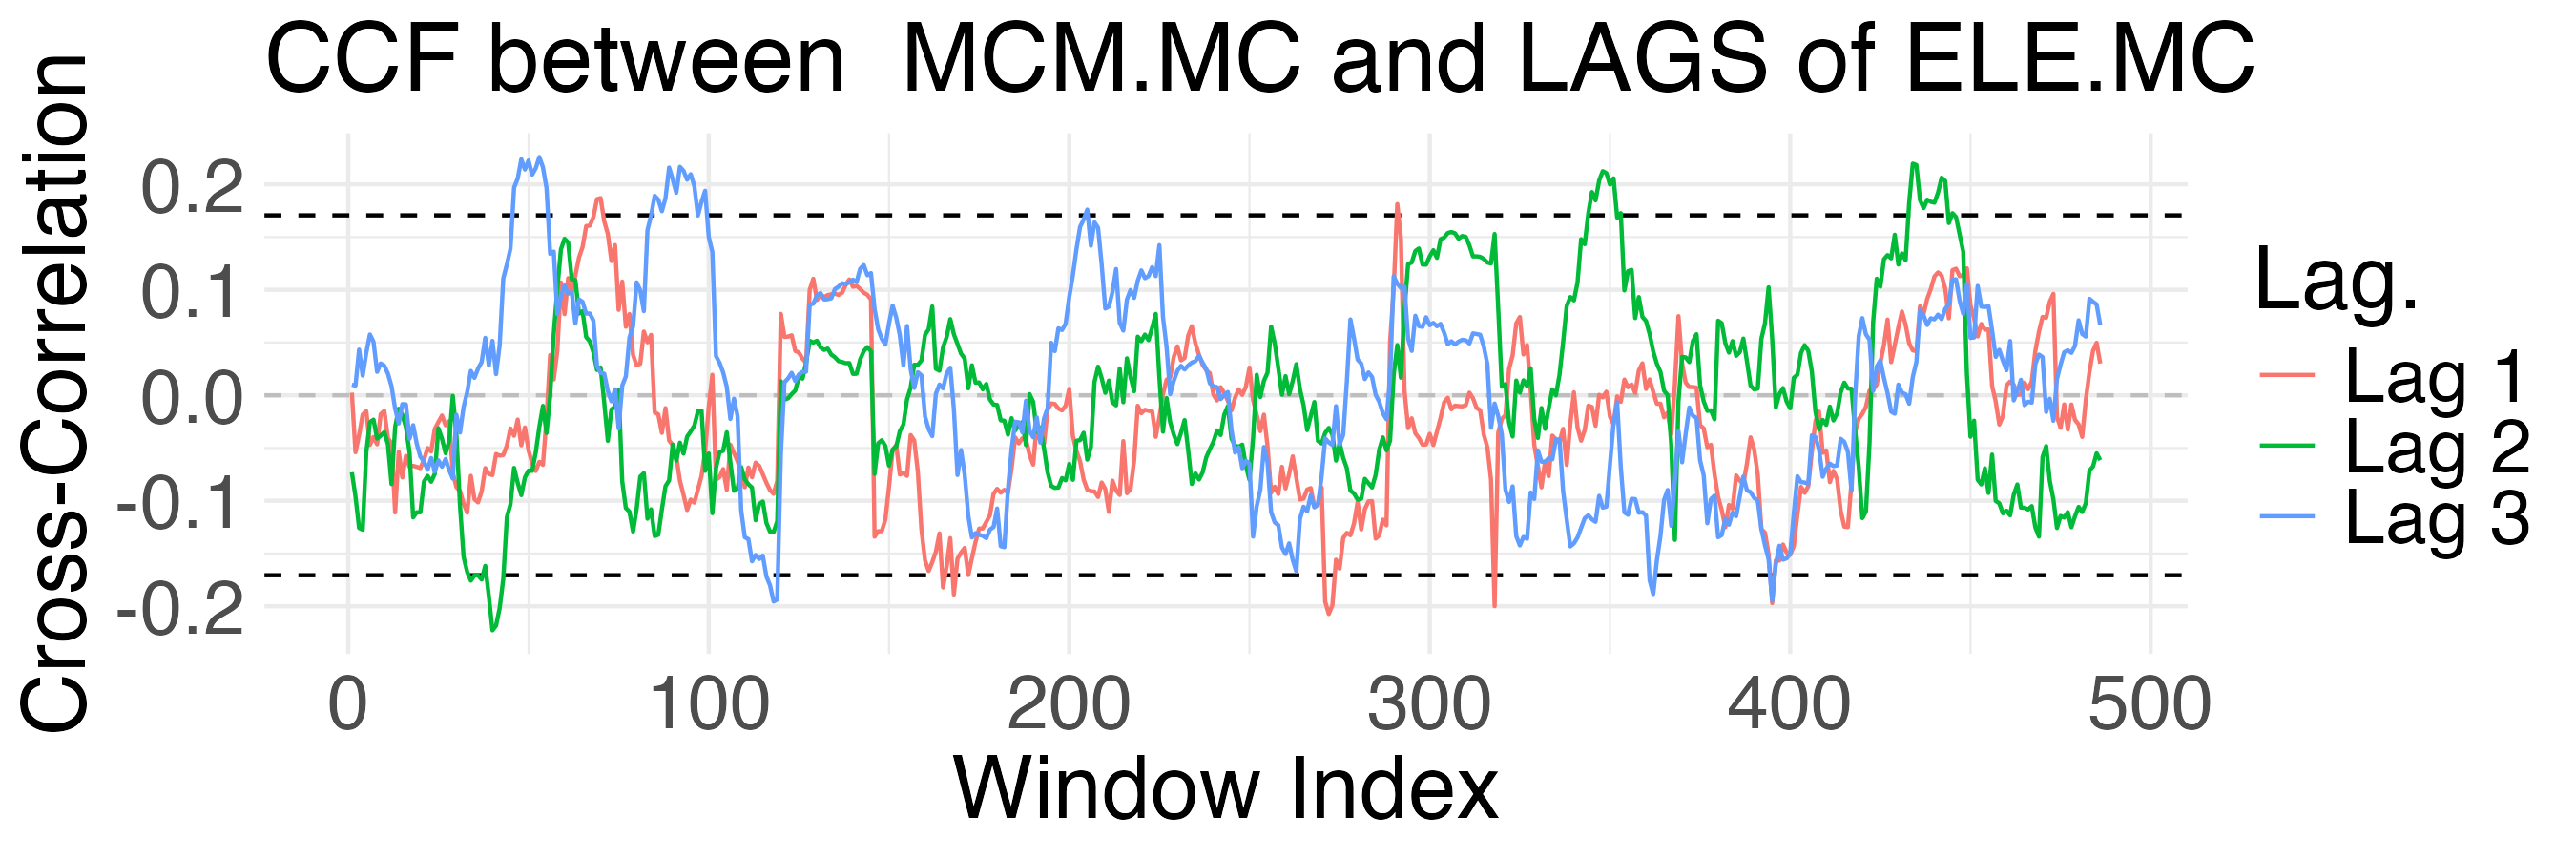 CCF between  MCM.MC and LAGS of ELE.MC
Cross-Correlation
0.2
0.1
0.0
-0.1
-0.2
0 100 200 300 400 500
Window Index
Lag.
Lag 1
Lag 2
Lag 3